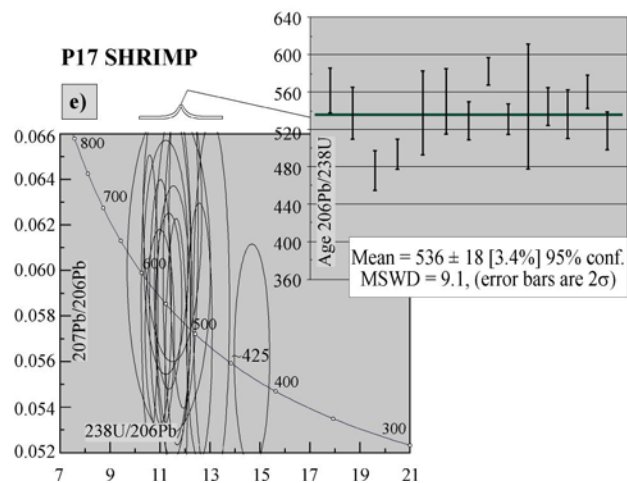 P17 SHRIMP
e)
640
600
560
520
480
440
400
360
Age 206Pb/238U
Mean = 536 ± 18 [3.4%] 95% conf.
MSWD = 9.1, (error bars are 2σ)
0.066
0.064
0.062
0.060
0.058
0.056
0.054
0.052
207Pb/206Pb
800
700
600
500
~425
400
300
238U/206Pb
7 9 11 13 15 17 19 21